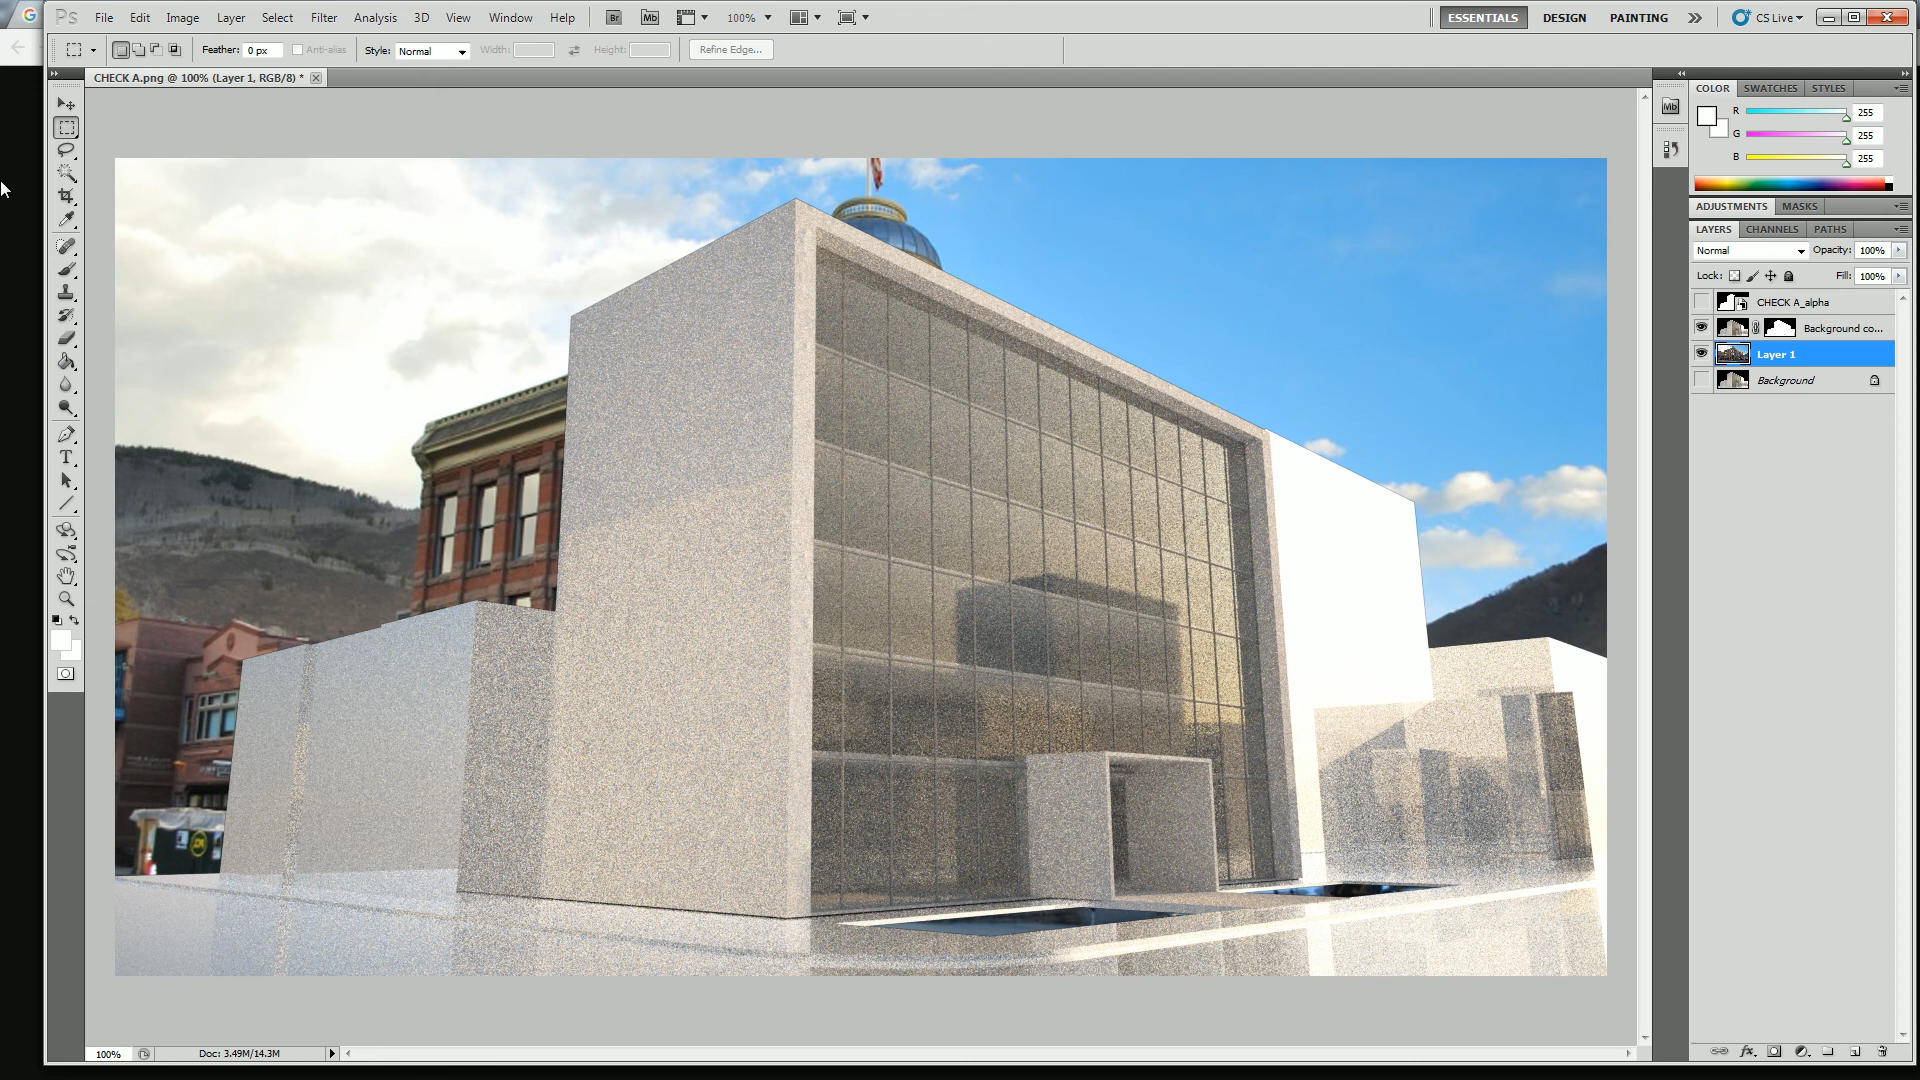 Ps File Edit Image Layer Select Filter Analysis 3D View Window Help Br Mb 100% ESSENTIALS DESIGN PAINTING CS Live
Feather: 0 px Anti-alias Style: Normal Width: Height: Refine Edge...
CHECK A.png @ 100% (Layer 1, RGB/8) *
COLOR SWATCHES STYLES
Mb
R 255
G 255
B 255
ADJUSTMENTS MASKS
LAYERS CHANNELS PATHS
Normal Opacity: 100%
Lock: Fill: 100%
CHECK A_alpha
Background co...
Layer 1
Background
T
100% Doc: 3.49M/14.3M
fx